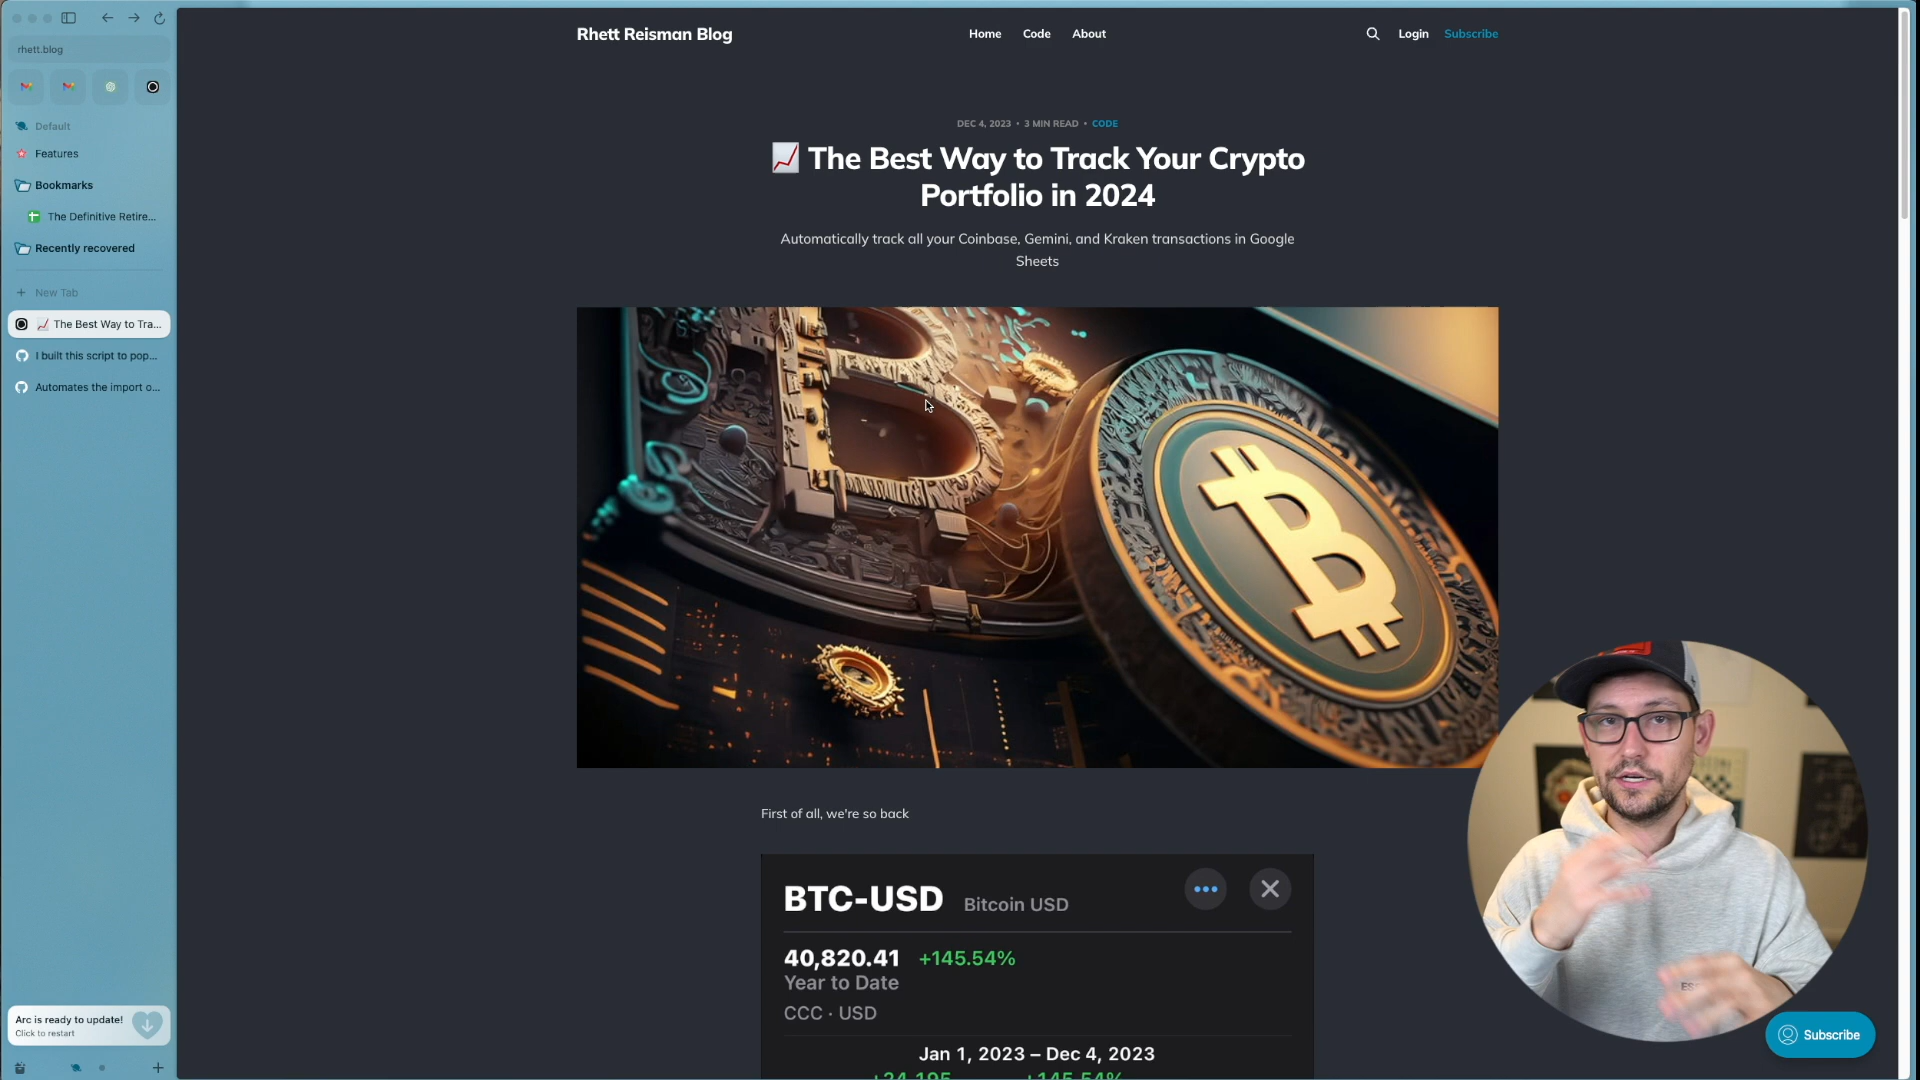 rhett.blog
Default
Features
Bookmarks
The Definitive Retire...
Recently recovered
New Tab
The Best Way to Tra...
I built this script to pop...
Automates the import o...
Arc is ready to update!
Click to restart
Rhett Reisman Blog
Home
Code
About
Login
Subscribe
DEC 4, 2023 • 3 MIN READ • CODE
The Best Way to Track Your Crypto
Portfolio in 2024
Automatically track all your Coinbase, Gemini, and Kraken transactions in Google
Sheets
First of all, we're so back
BTC-USD Bitcoin USD
40,820.41 +145.54%
Year to Date
CCC · USD
Jan 1, 2023 – Dec 4, 2023
+24,195 +145.54%
Subscribe